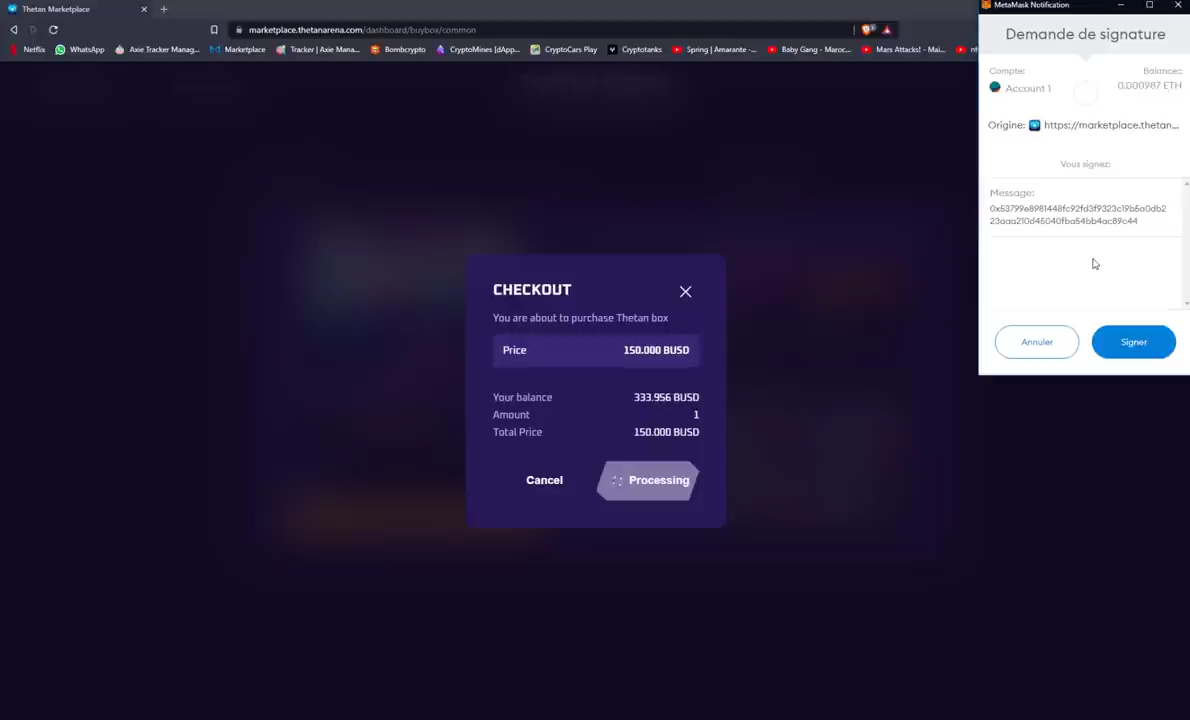 Thetan Marketplace
marketplace.thetanarena.com/dashboard/buybox/common
Netflix
WhatsApp
Axie Tracker Manag...
Marketplace
Tracker | Axie Mana...
Bombcrypto
CryptoMines [dApp...
CryptoCars Play
Cryptotanks
Spring | Amarante -...
Baby Gang - Maroc...
Mars Attacks! - Mai...
CHECKOUT
You are about to purchase Thetan box
Price 150.000 BUSD
Your balance 333.956 BUSD
Amount 1
Total Price 150.000 BUSD
Cancel
Processing
MetaMask Notification
Demande de signature
Compte: Balance::
Account 1 0.000987 ETH
Origine: https://marketplace.thetan...
Vous signez:
Message:
0x53799e8981448fc92fd3f9323c19b5a0db2
23aaa210d45040fba54bb4ac89c44
Annuler
Signer